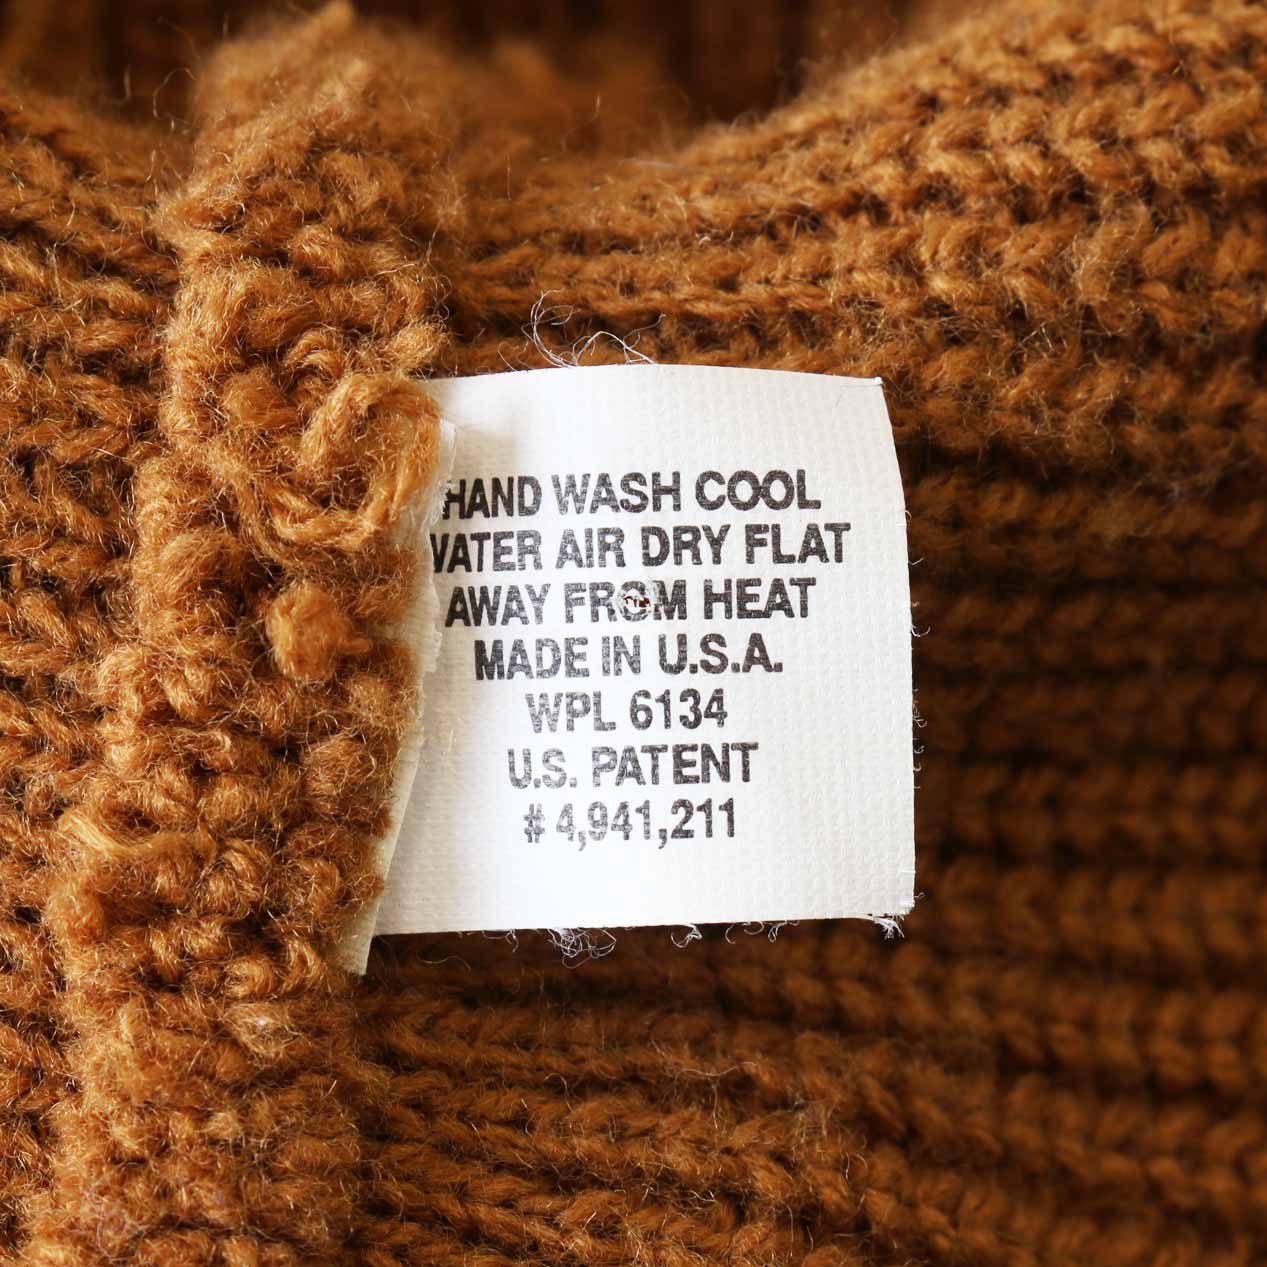 HAND WASH COOL
WATER AIR DRY FLAT
AWAY FROM HEAT
MADE IN U.S.A.
WPL 6134
U.S. PATENT
# 4,941,211